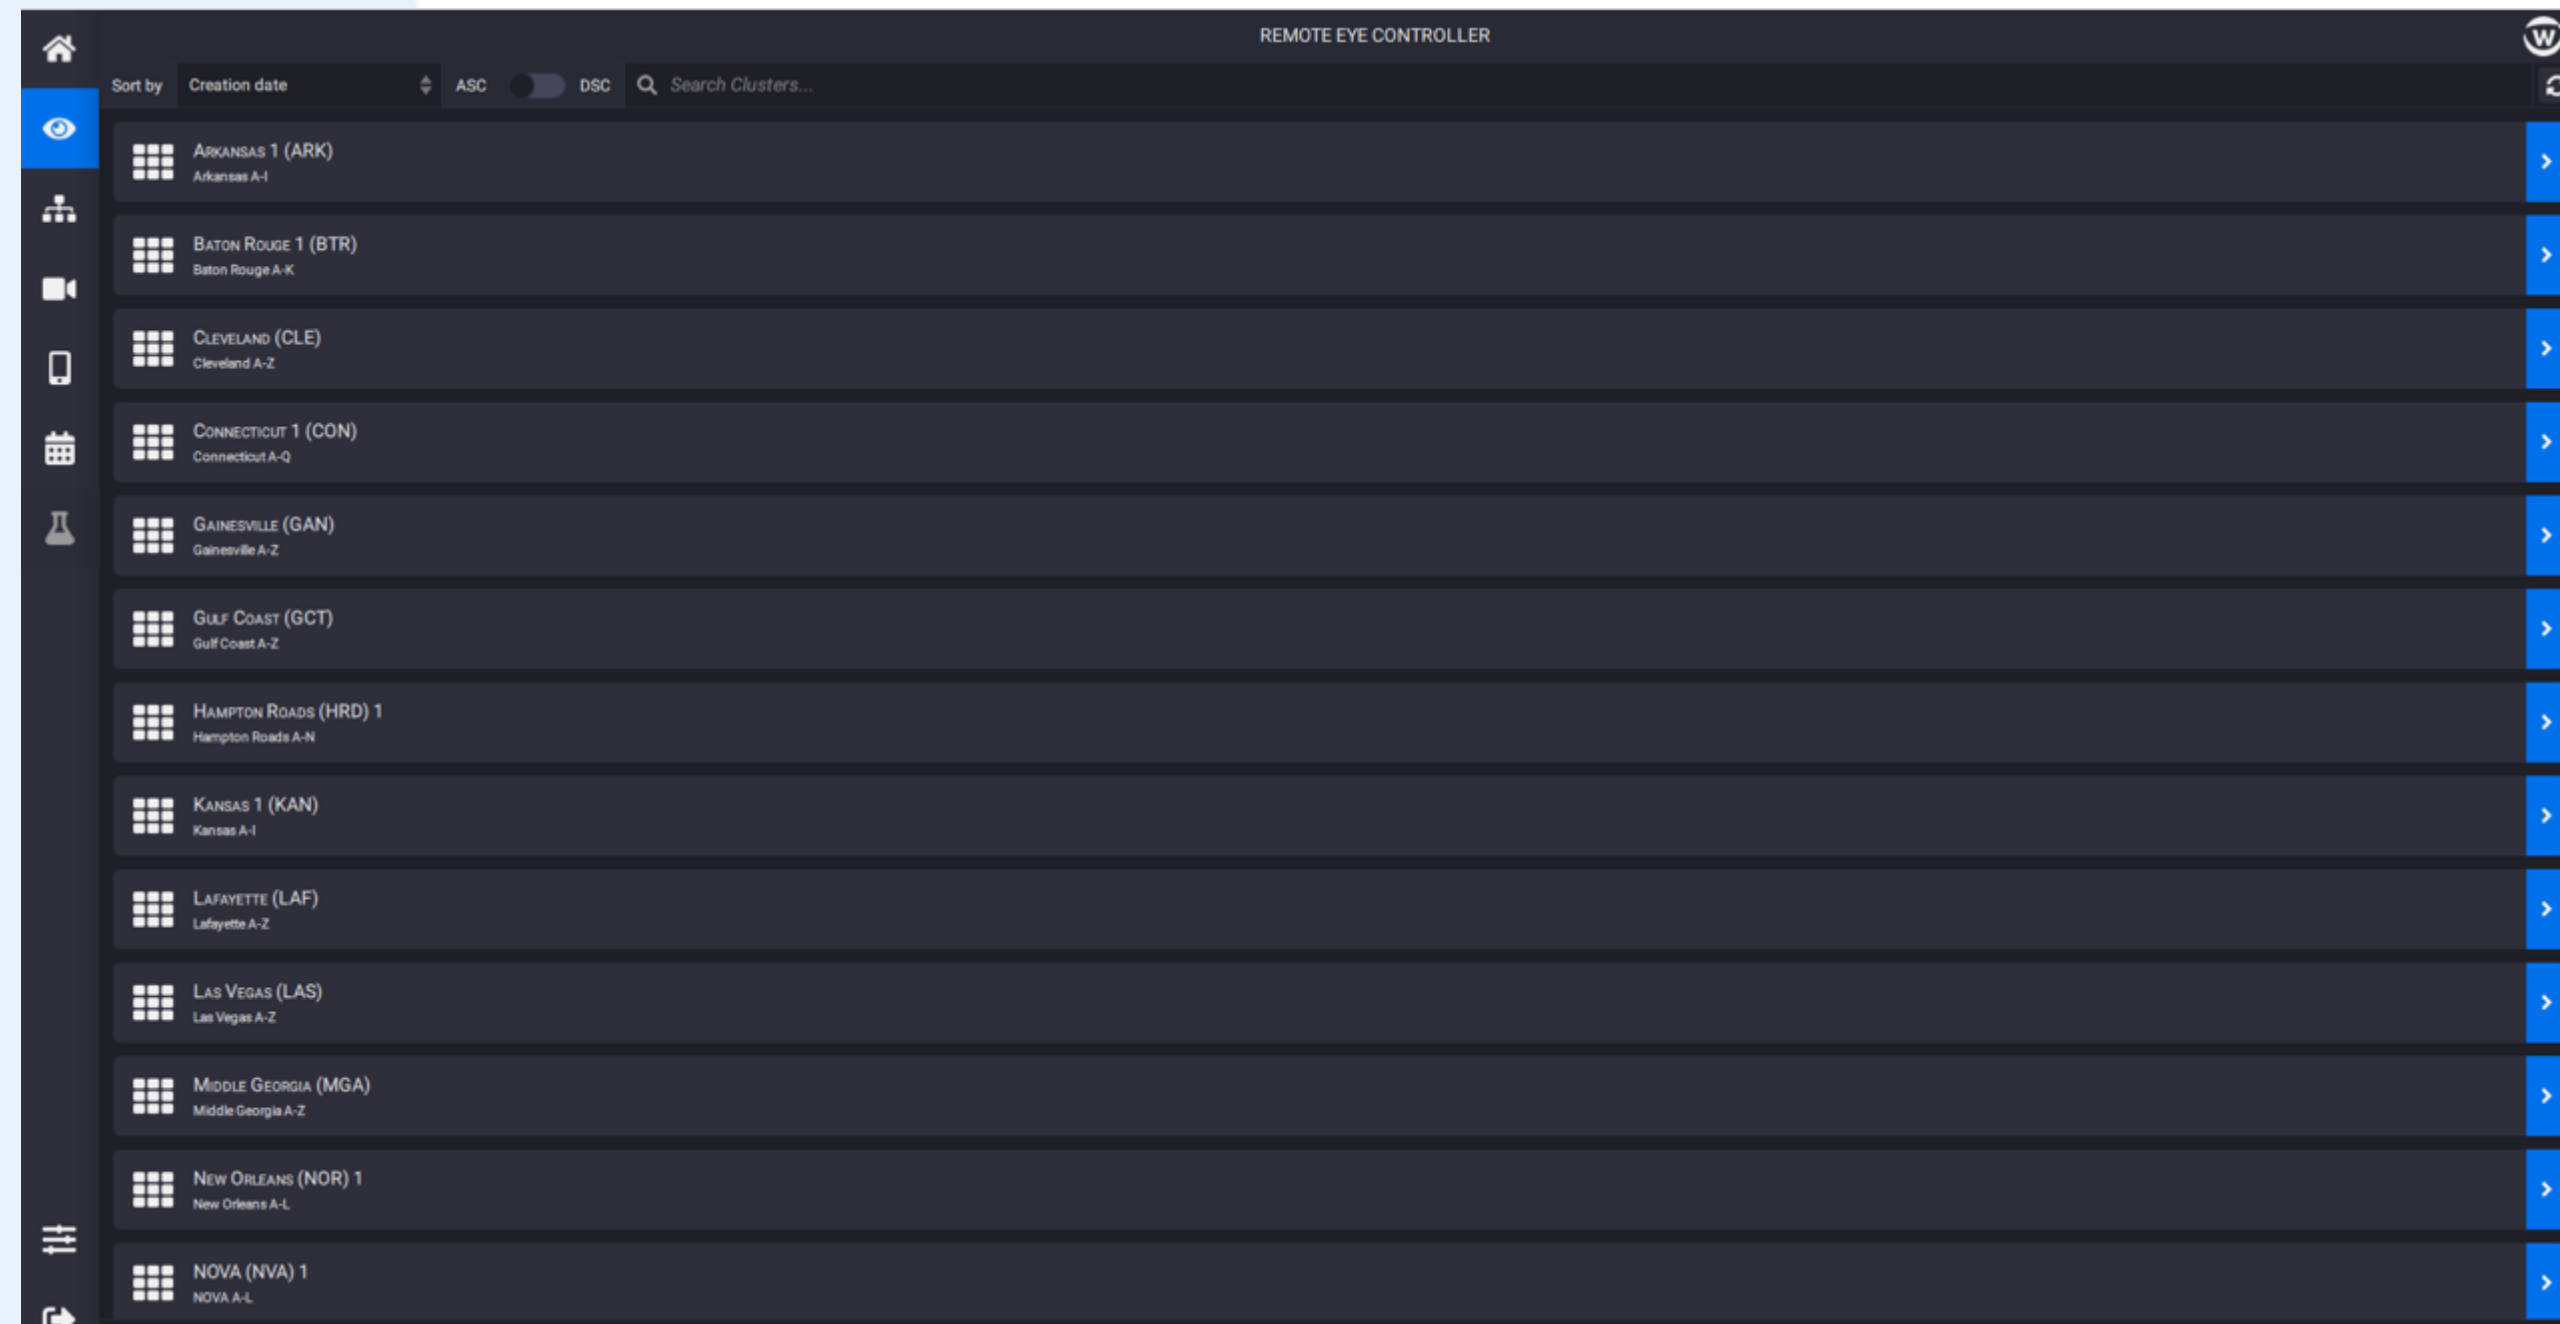 REMOTE EYE CONTROLLER
W
Sort by Creation date ASC DSC Search Clusters...
ARKANSAS 1 (ARK)
Arkansas A-I
BATON ROUGE 1 (BTR)
Baton Rouge A-K
CLEVELAND (CLE)
Cleveland A-Z
CONNECTICUT 1 (CON)
Connecticut A-Q
GAINESVILLE (GAN)
Gainesville A-Z
GULF COAST (GCT)
Gulf Coast A-Z
HAMPTON ROADS (HRD) 1
Hampton Roads A-N
KANSAS 1 (KAN)
Kansas A-I
LAFAYETTE (LAF)
Lafayette A-Z
LAS VEGAS (LAS)
Las Vegas A-Z
MIDDLE GEORGIA (MGA)
Middle Georgia A-Z
NEW ORLEANS (NOR) 1
New Orleans A-L
NOVA (NVA) 1
NOVA A-L